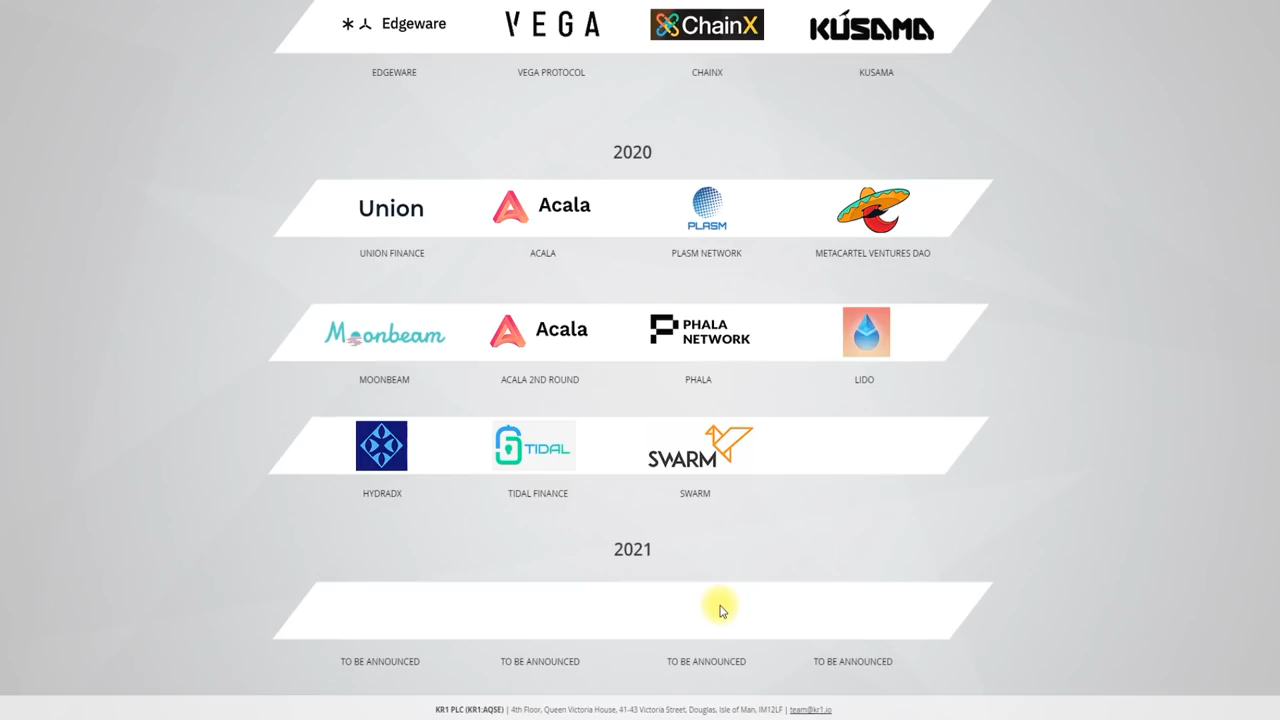 Edgeware VEGA ChainX KUSAMA
EDGEWARE VEGA PROTOCOL CHAINX KUSAMA
2020
Union Acala PLASM
UNION FINANCE ACALA PLASM NETWORK METACARTEL VENTURES DAO
Moonbeam Acala PHALA NETWORK
MOONBEAM ACALA 2ND ROUND PHALA LIDO
TIDAL SWARM
HYDRADX TIDAL FINANCE SWARM
2021
TO BE ANNOUNCED TO BE ANNOUNCED TO BE ANNOUNCED TO BE ANNOUNCED
KR1 PLC (KR1:AQSE) | 4th Floor, Queen Victoria House, 41-43 Victoria Street, Douglas, Isle of Man, IM12LF | team@kr1.io